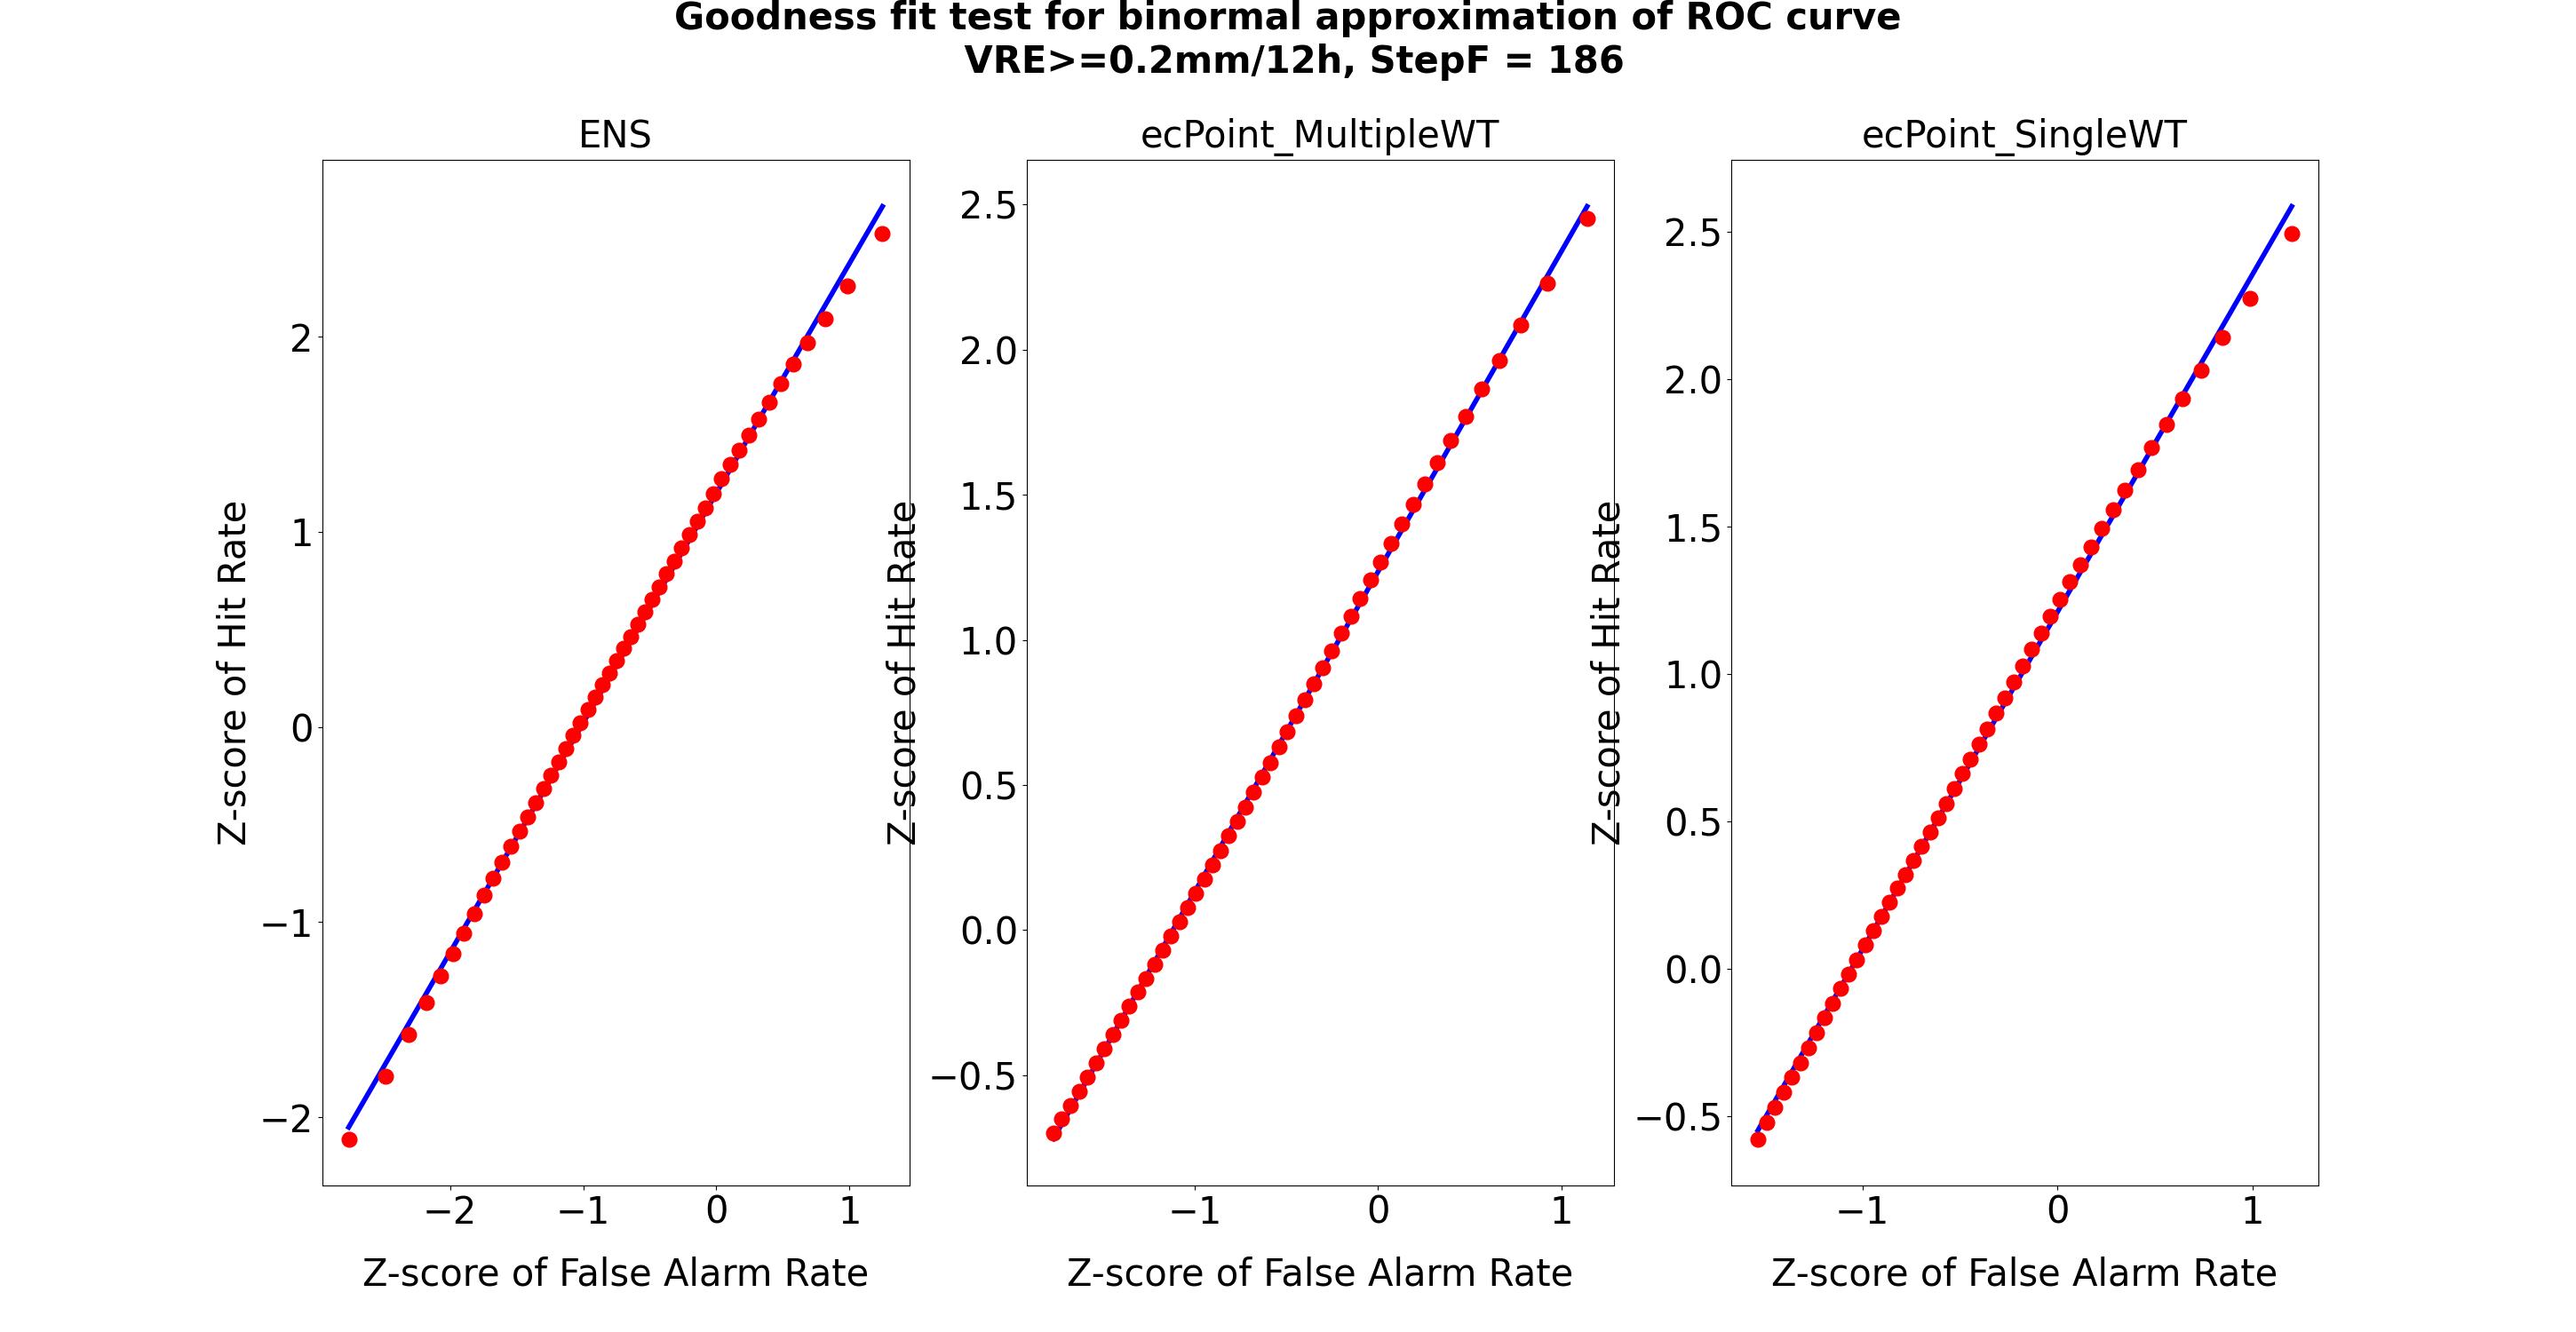 Goodness fit test for binormal approximation of ROC curve
VRE>=0.2mm/12h, StepF = 186
ENS
Z-score of Hit Rate
2
1
0
−1
−2
−2 −1 0 1
Z-score of False Alarm Rate
ecPoint_MultipleWT
Z-score of Hit Rate
2.5
2.0
1.5
1.0
0.5
0.0
−0.5
−1 0 1
Z-score of False Alarm Rate
ecPoint_SingleWT
Z-score of Hit Rate
2.5
2.0
1.5
1.0
0.5
0.0
−0.5
−1 0 1
Z-score of False Alarm Rate